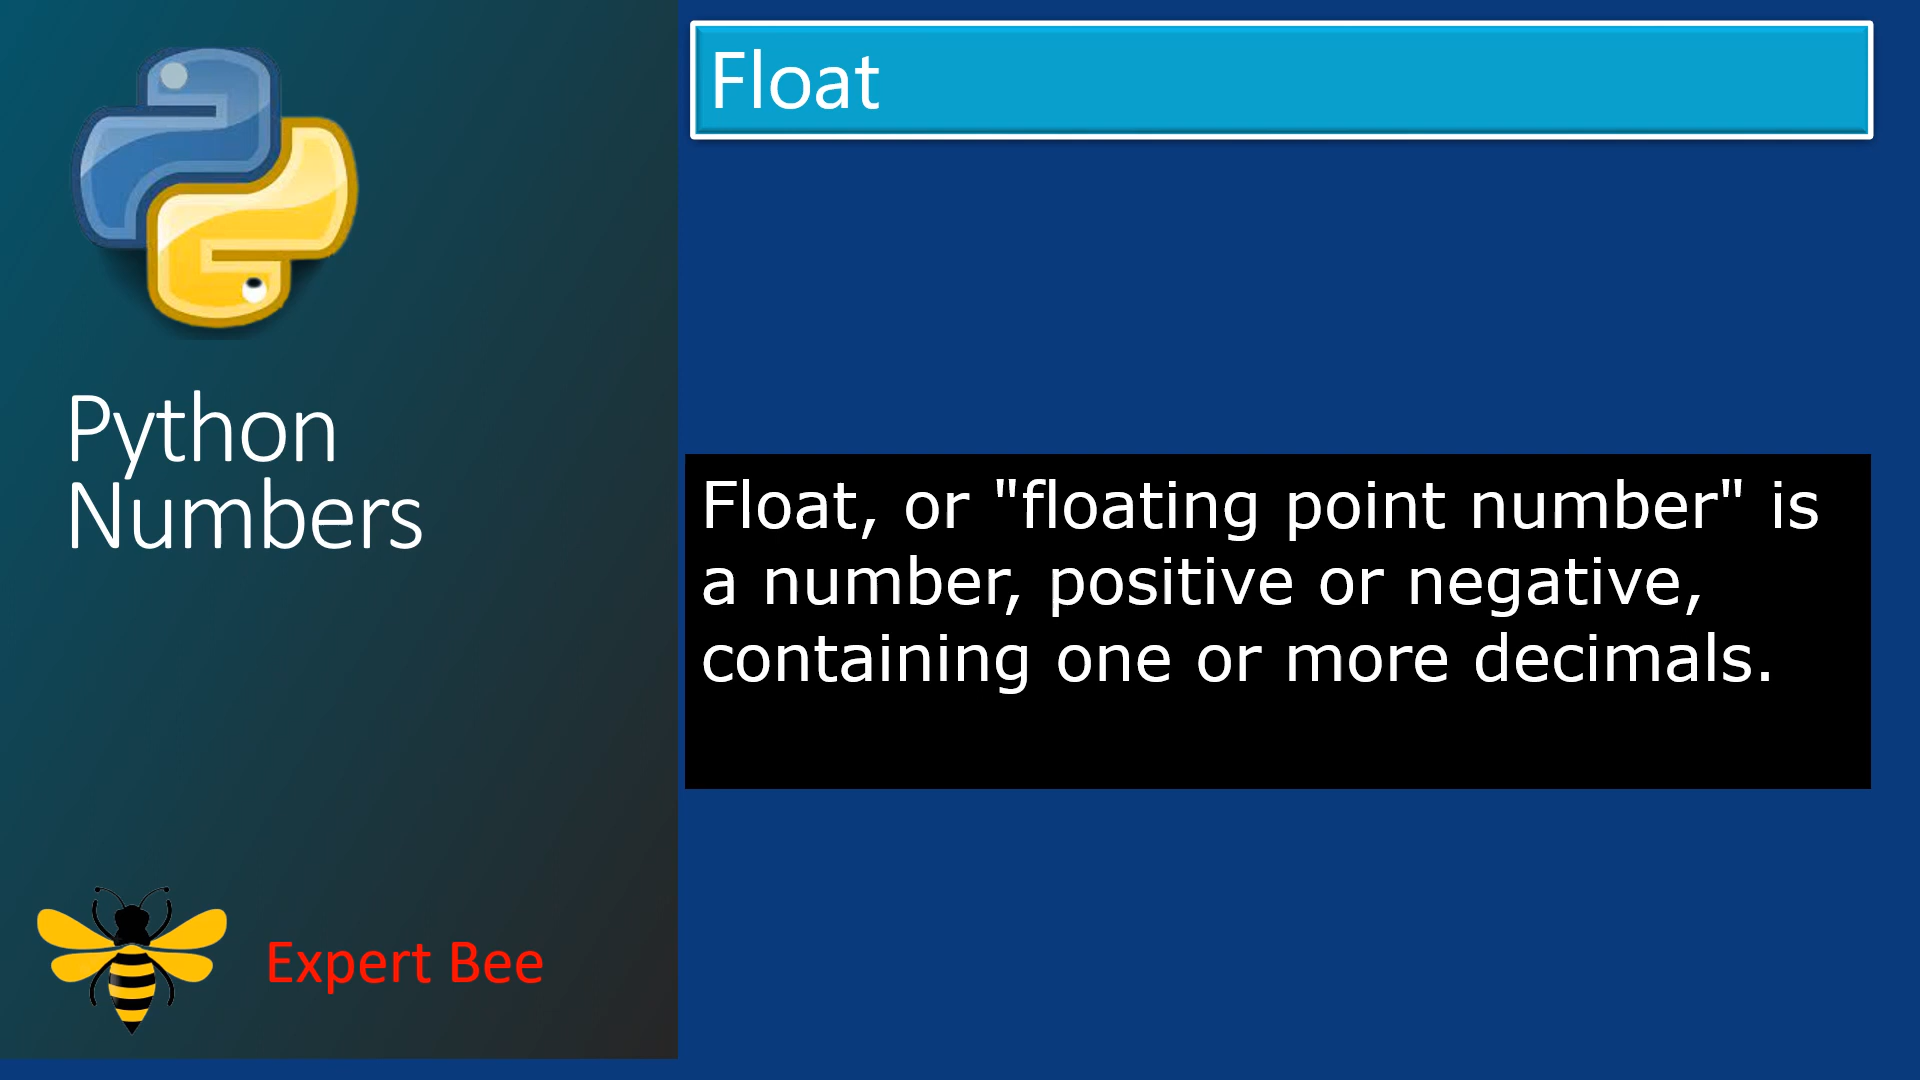 Python
Numbers
Expert Bee
Float
Float, or "floating point number" is
a number, positive or negative,
containing one or more decimals.